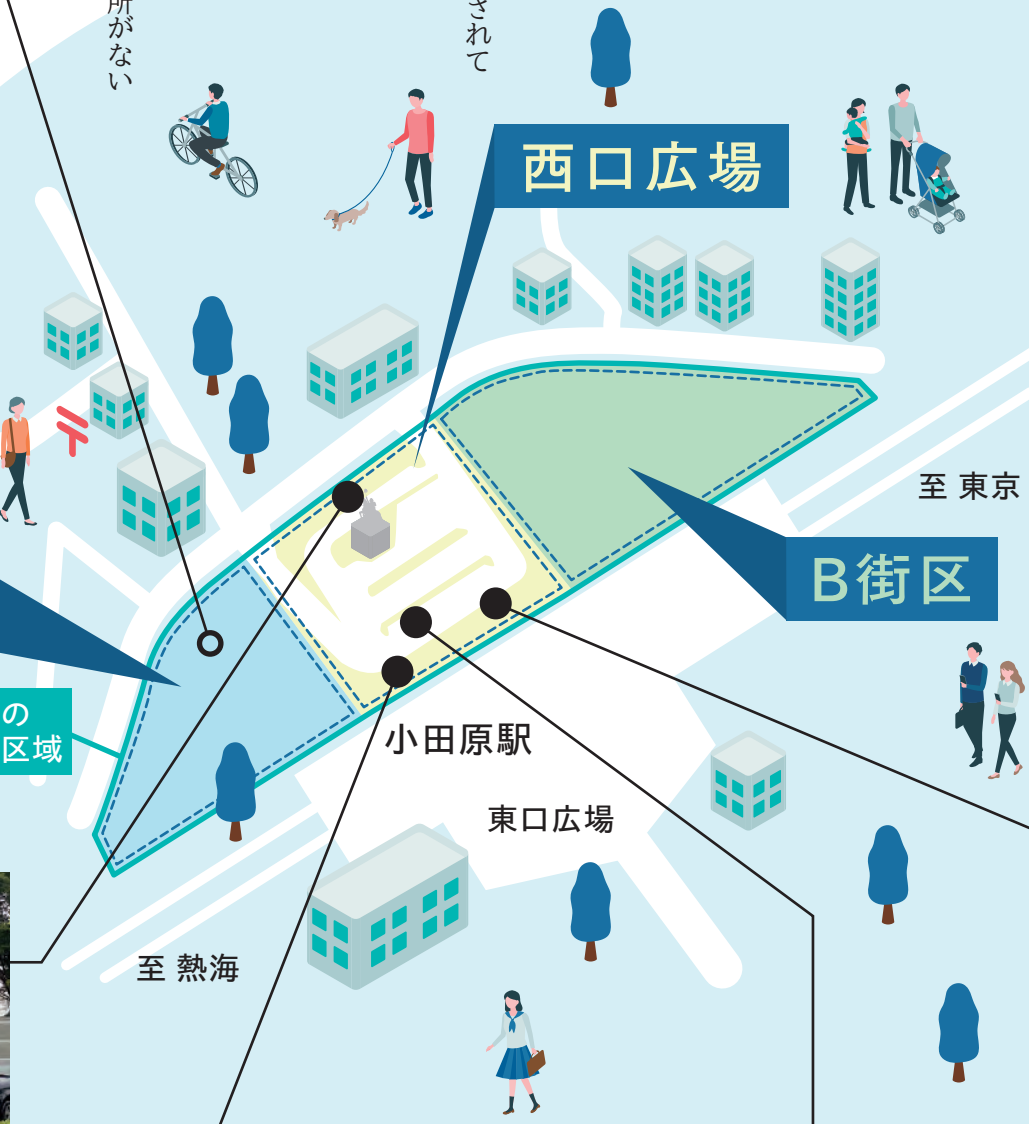 されて
所がない
西口広場
至 東京
B街区
の
区域
小田原駅
東口広場
至 熱海